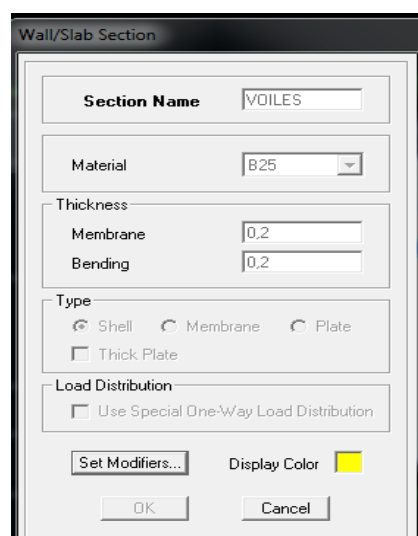 Wall/Slab Section
Section Name VOILES
Material B25
Thickness
Membrane 0,2
Bending 0,2
Type
Shell Membrane Plate
Thick Plate
Load Distribution
Use Special One-Way Load Distribution
Set Modifiers... Display Color
OK Cancel